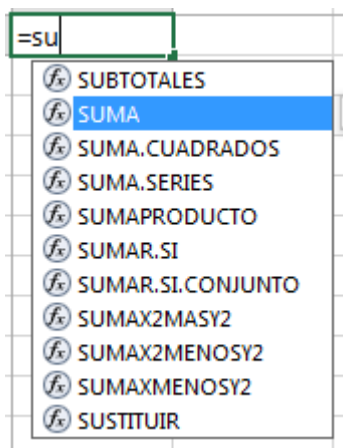 =su
SUBTOTALES
SUMA
SUMA.CUADRADOS
SUMA.SERIES
SUMAPRODUCTO
SUMAR.SI
SUMAR.SI.CONJUNTO
SUMAX2MASY2
SUMAX2MENOSY2
SUMAXMENOSY2
SUSTITUIR